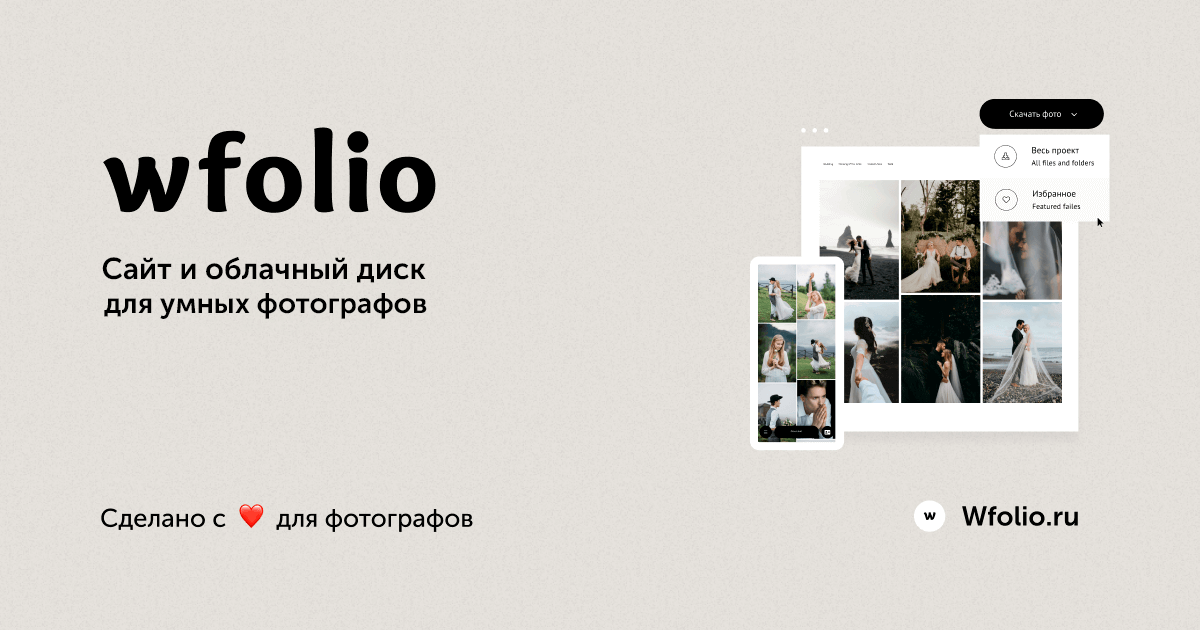 wfolio
Сайт и облачный диск
для умных фотографов
Скачать фото
Весь проект
All files and folders
Избранное
Featured failes
Сделано с ❤️ для фотографов
w
Wfolio.ru